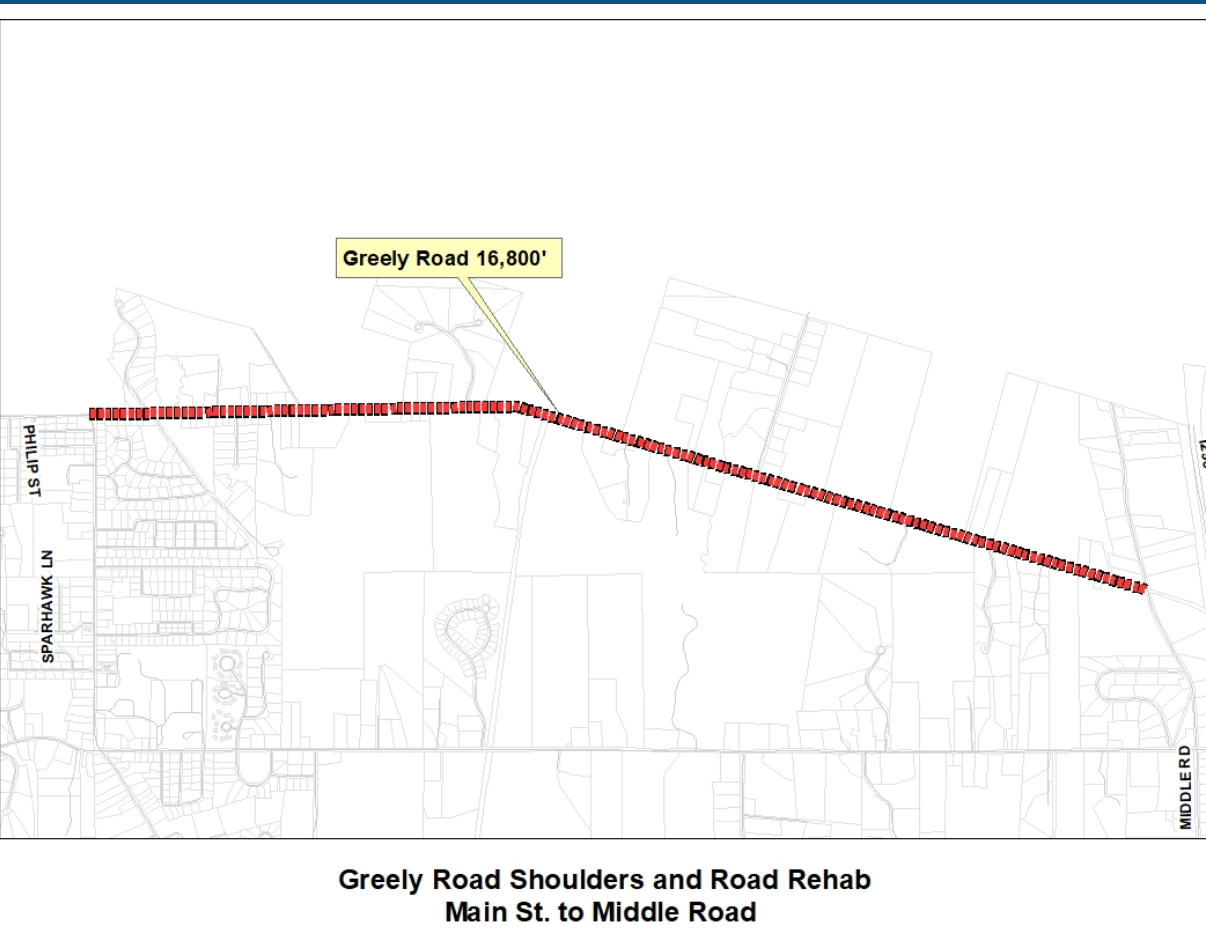 Greely Road 16,800'
PHILIP ST
SPARHAWK LN
MIDDLE RD
Greely Road Shoulders and Road Rehab
Main St. to Middle Road